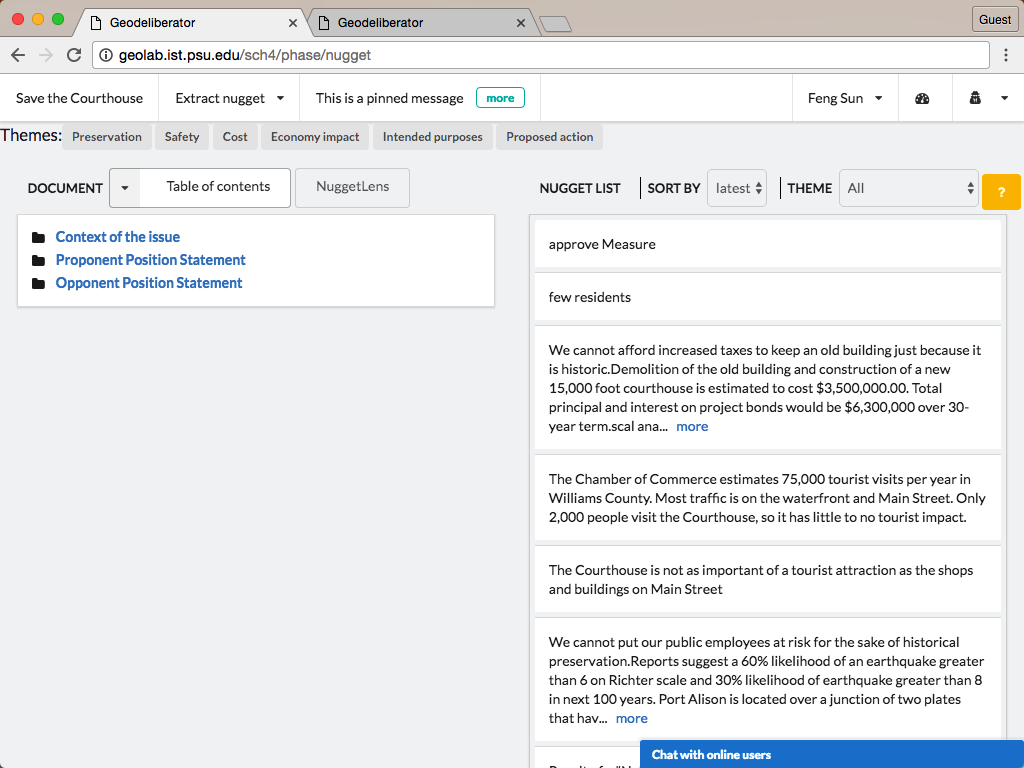 Geodeliberator
Geodeliberator
Guest
geolab.ist.psu.edu/sch4/phase/nugget
Save the Courthouse
Extract nugget
This is a pinned message
more
Feng Sun
Themes:
Preservation
Safety
Cost
Economy impact
Intended purposes
Proposed action
DOCUMENT
Table of contents
NuggetLens
NUGGET LIST
SORT BY
latest
THEME
All
?
Context of the issue
Proponent Position Statement
Opponent Position Statement
approve Measure
few residents
We cannot afford increased taxes to keep an old building just because it
is historic.Demolition of the old building and construction of a new
15,000 foot courthouse is estimated to cost $3,500,000.00. Total
principal and interest on project bonds would be $6,300,000 over 30-
year term.scal ana... more
The Chamber of Commerce estimates 75,000 tourist visits per year in
Williams County. Most traffic is on the waterfront and Main Street. Only
2,000 people visit the Courthouse, so it has little to no tourist impact.
The Courthouse is not as important of a tourist attraction as the shops
and buildings on Main Street
We cannot put our public employees at risk for the sake of historical
preservation.Reports suggest a 60% likelihood of an earthquake greater
than 6 on Richter scale and 30% likelihood of earthquake greater than 8
in next 100 years. Port Alison is located over a junction of two plates
that hav... more
Chat with online users